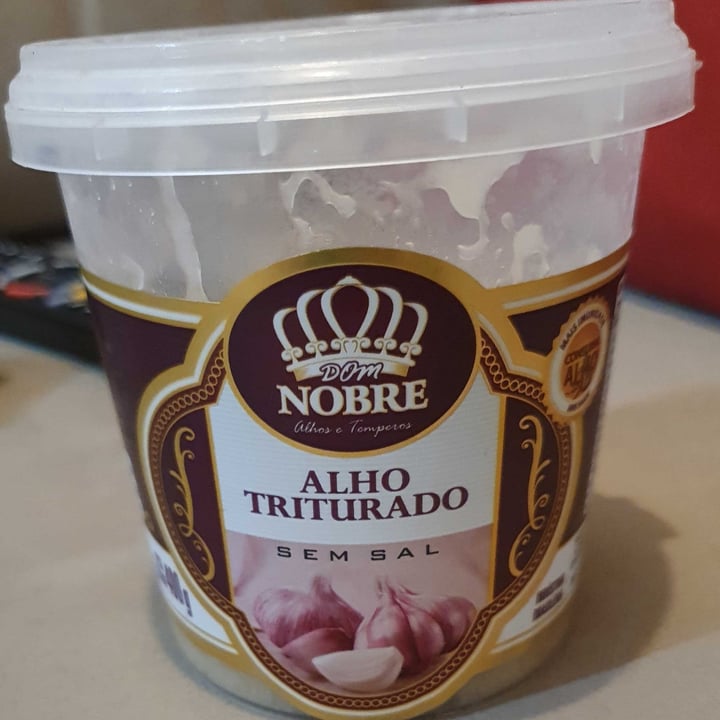 DOM
NOBRE
Alhos e Temperos
ALHO
TRITURADO
SEM SAL